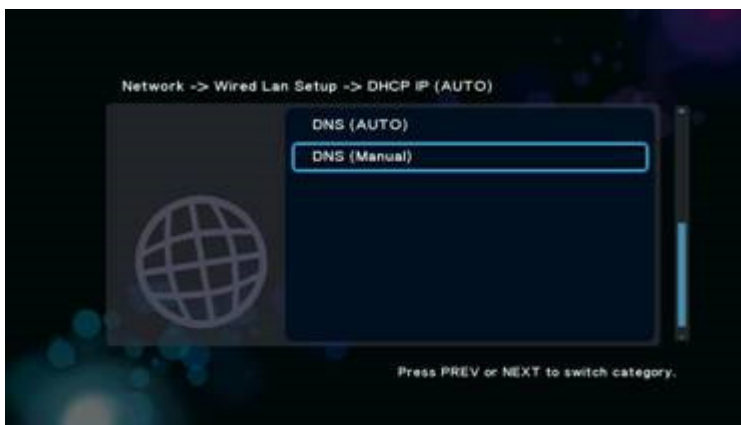 Network -> Wired Lan Setup -> DHCP IP (AUTO)
DNS (AUTO)
DNS (Manual)
Press PREV or NEXT to switch category.